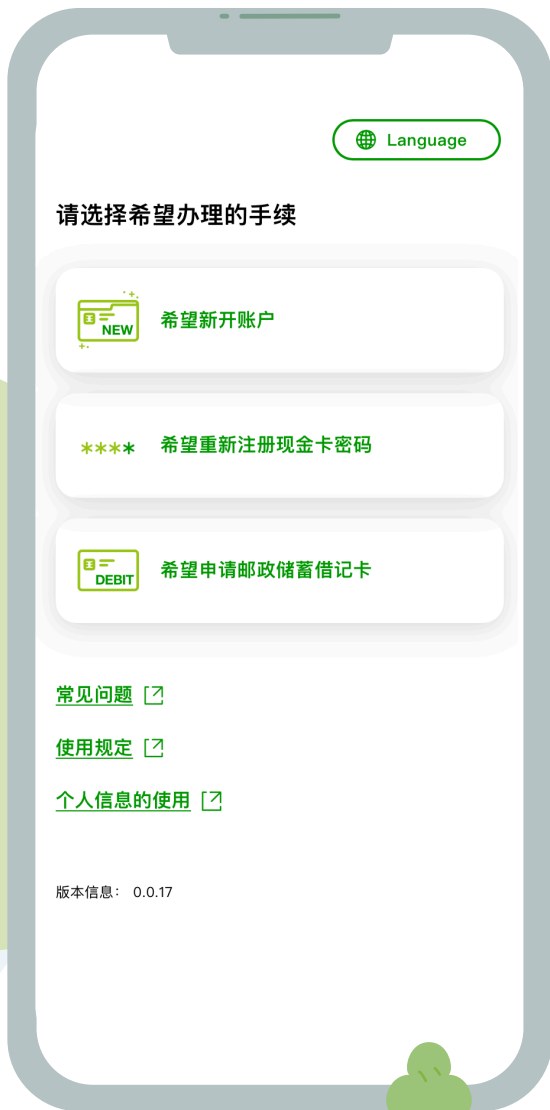 Language
请选择希望办理的手续
NEW
希望新开账户
****
希望重新注册现金卡密码
DEBIT
希望申请邮政储蓄借记卡
常见问题
使用规定
个人信息的使用
版本信息： 0.0.17